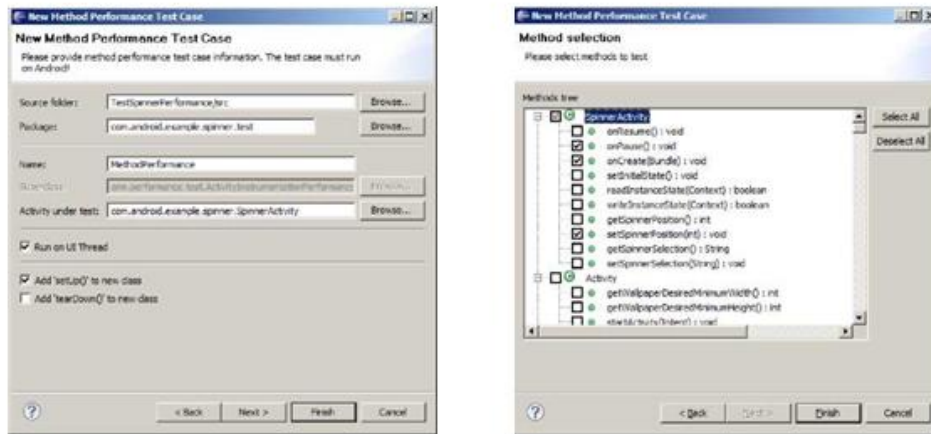 New Method Performance Test Case
New Method Performance Test Case
Please provide method performance test case information. The test case must run
on Android!
Source folder: TestSpinnerPerformance/src Browse...
Package: com.android.example.spinner.test Browse...
Name: MethodPerformance
Activity under test: com.android.example.spinner.SpinnerActivity Browse...
Run on UI Thread
Add 'setUp()' to new class
Add 'tearDown()' to new class
< Back Next > Finish Cancel
New Method Performance Test Case
Method selection
Please select methods to test
Methods tree
SpinnerActivity
Select All
onResume() : void
onPause() : void
Deselect All
onCreate(Bundle) : void
setInitialState() : void
readInstanceState(Context) : boolean
writeInstanceState(Context) : boolean
getSpinnerPosition() : int
setSpinnerPosition(int) : void
getSpinnerSelection() : String
setSpinnerSelection(String) : void
Activity
getWallpaperDesiredMinimumWidth() : int
getWallpaperDesiredMinimumHeight() : int
startActivity(Intent) : void
< Back Next > Finish Cancel